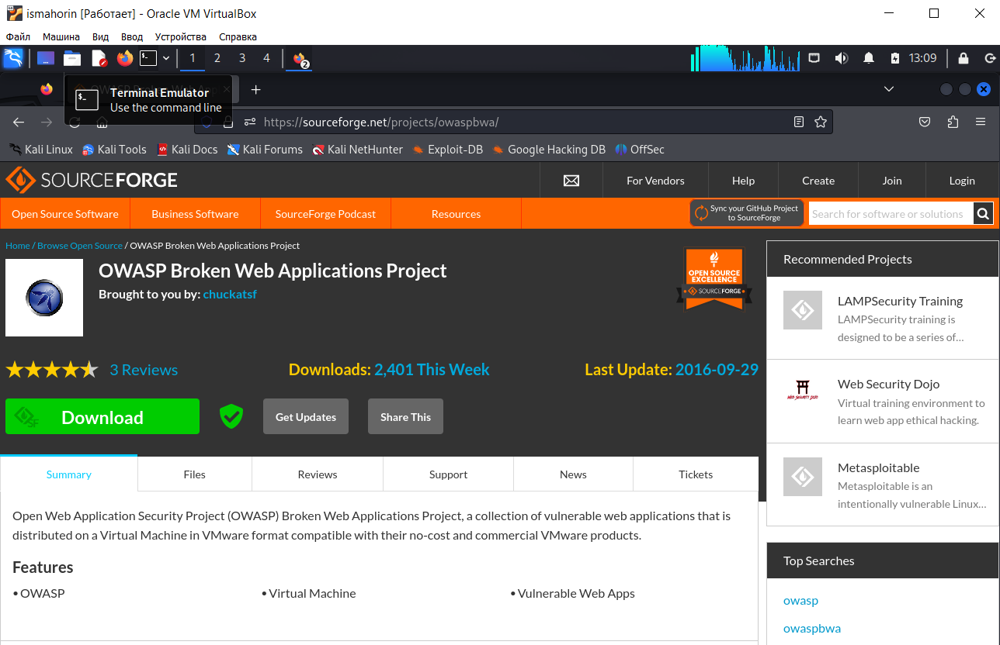 ismahorin [Работает] - Oracle VM VirtualBox
Файл Машина Вид Ввод Устройства Справка
1 2 3 4 2 13:09
Terminal Emulator
Use the command line
https://sourceforge.net/projects/owaspbwa/
Kali Linux Kali Tools Kali Docs Kali Forums Kali NetHunter Exploit-DB Google Hacking DB OffSec
SOURCEFORGE For Vendors Help Create Join Login
Open Source Software Business Software SourceForge Podcast Resources
Sync your GitHub Project
to SourceForge
Search for software or solutions
Home / Browse Open Source / OWASP Broken Web Applications Project
OWASP Broken Web Applications Project
Brought to you by: chuckatsf
OPEN SOURCE
EXCELLENCE
SOURCEFORGE
3 Reviews Downloads: 2,401 This Week Last Update: 2016-09-29
SF Download Get Updates Share This
Summary Files Reviews Support News Tickets
Open Web Application Security Project (OWASP) Broken Web Applications Project, a collection of vulnerable web applications that is
distributed on a Virtual Machine in VMware format compatible with their no-cost and commercial VMware products.
Features
• OWASP • Virtual Machine • Vulnerable Web Apps
Recommended Projects
LAMPSecurity Training
LAMPSecurity training is
designed to be a series of...
WEB SECURITY DOJO
Web Security Dojo
Virtual training environment to
learn web app ethical hacking.
Metasploitable
Metasploitable is an
intentionally vulnerable Linux...
Top Searches
owasp
owaspbwa